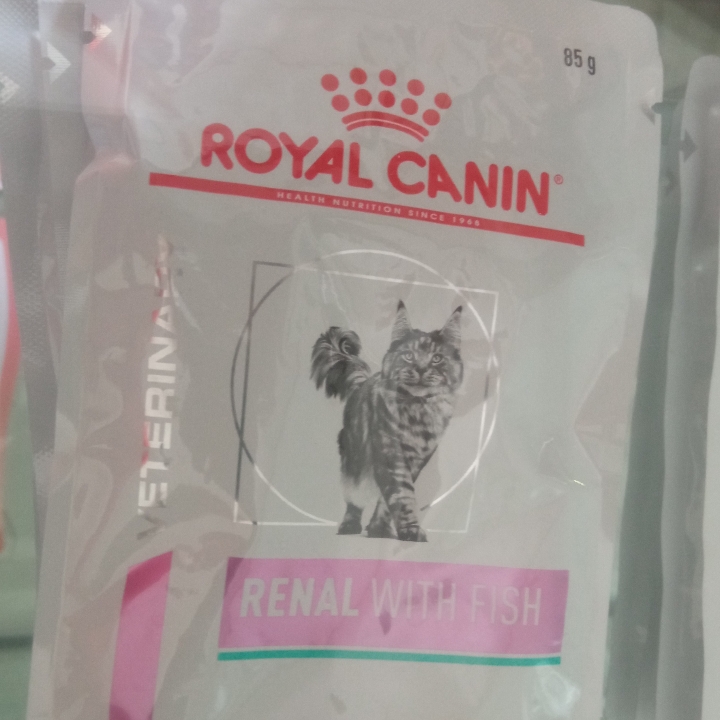 85 g
ROYAL CANIN®
HEALTH NUTRITION SINCE 1968
RENAL WITH FISH